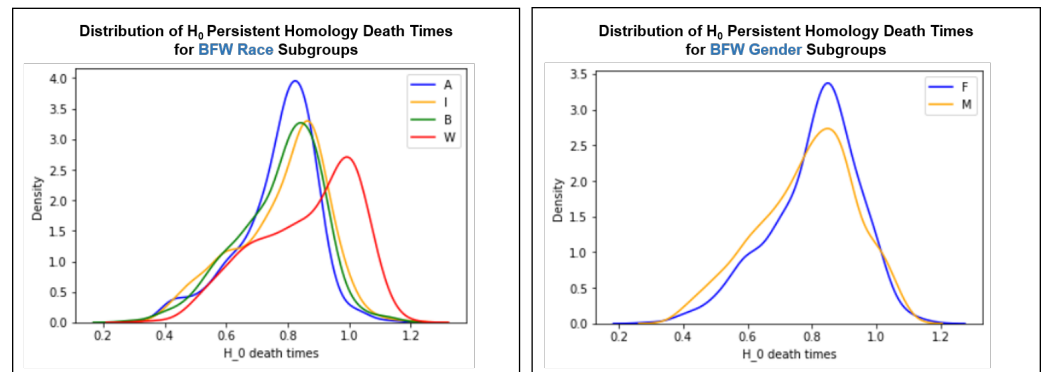 Distribution of H0 Persistent Homology Death Times
for BFW Race Subgroups
4.0
3.5
3.0
2.5
2.0
1.5
1.0
0.5
0.0
Density
A
I
B
W
0.2 0.4 0.6 0.8 1.0 1.2
H_0 death times
Distribution of H0 Persistent Homology Death Times
for BFW Gender Subgroups
3.5
3.0
2.5
2.0
1.5
1.0
0.5
0.0
Density
F
M
0.2 0.4 0.6 0.8 1.0 1.2
H_0 death times